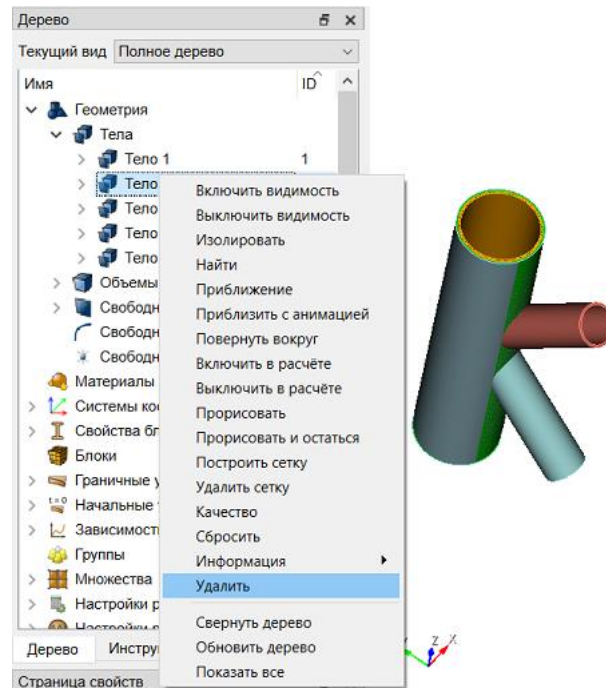 Дерево
Текущий вид Полное дерево
Имя ID
Геометрия
Тела
Тело 1 1
Тело
Тело
Тело
Тело
Объемы
Свободн
Свободн
Свободн
Материалы
Системы ко
Свойства бл
Блоки
Граничные у
t=0 Начальные
Зависимост
Группы
Множества
Настройки р
Включить видимость
Выключить видимость
Изолировать
Найти
Приближение
Приблизить с анимацией
Повернуть вокруг
Включить в расчёте
Выключить в расчёте
Прорисовать
Прорисовать и остаться
Построить сетку
Удалить сетку
Качество
Сбросить
Информация
Удалить
Свернуть дерево
Обновить дерево
Показать все
Дерево Инстру
Страница свойств
Z X